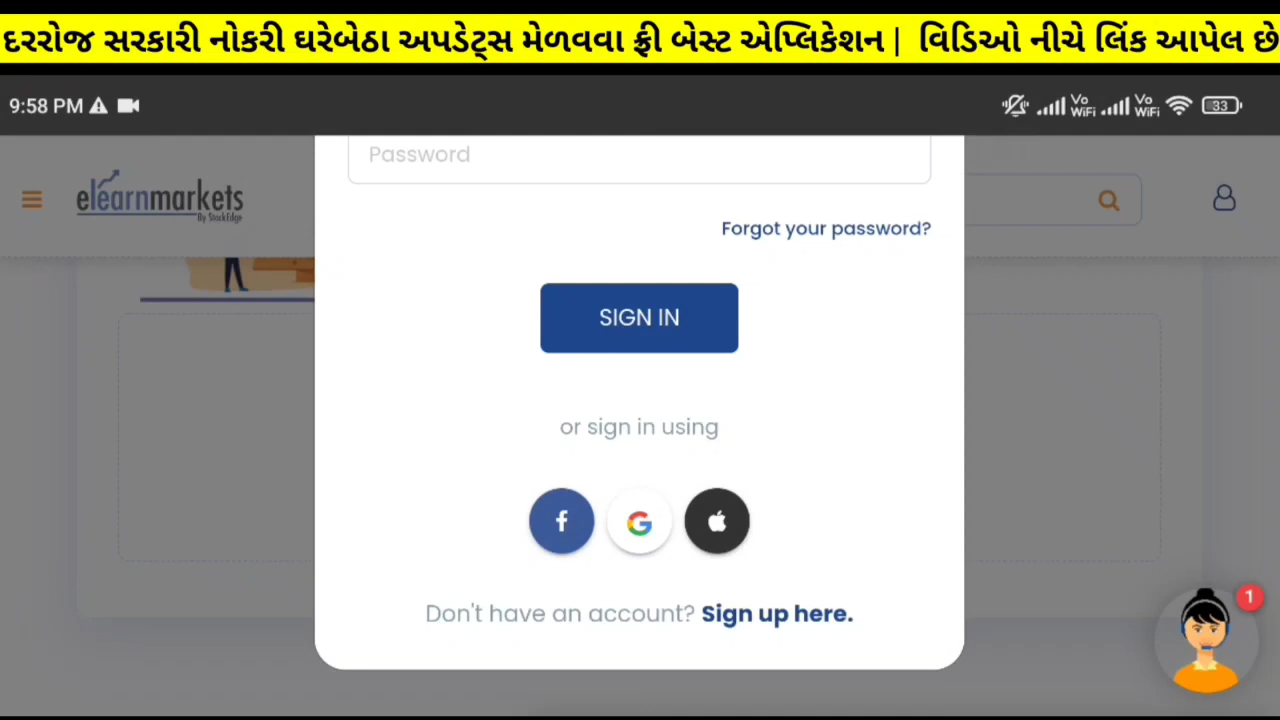 દરરોજ સરકારી નોકરી ઘરેબેઠા અપડેટ્સ મેળવવા ફ્રી બેસ્ટ એપ્લિકેશન | વિડિઓ નીચે લિંક આપેલ છે
9:58 PM Vo WiFi Vo WiFi 33
Password
elearnmarkets
By StockEdge
Forgot your password?
SIGN IN
or sign in using
Don't have an account? Sign up here.
1